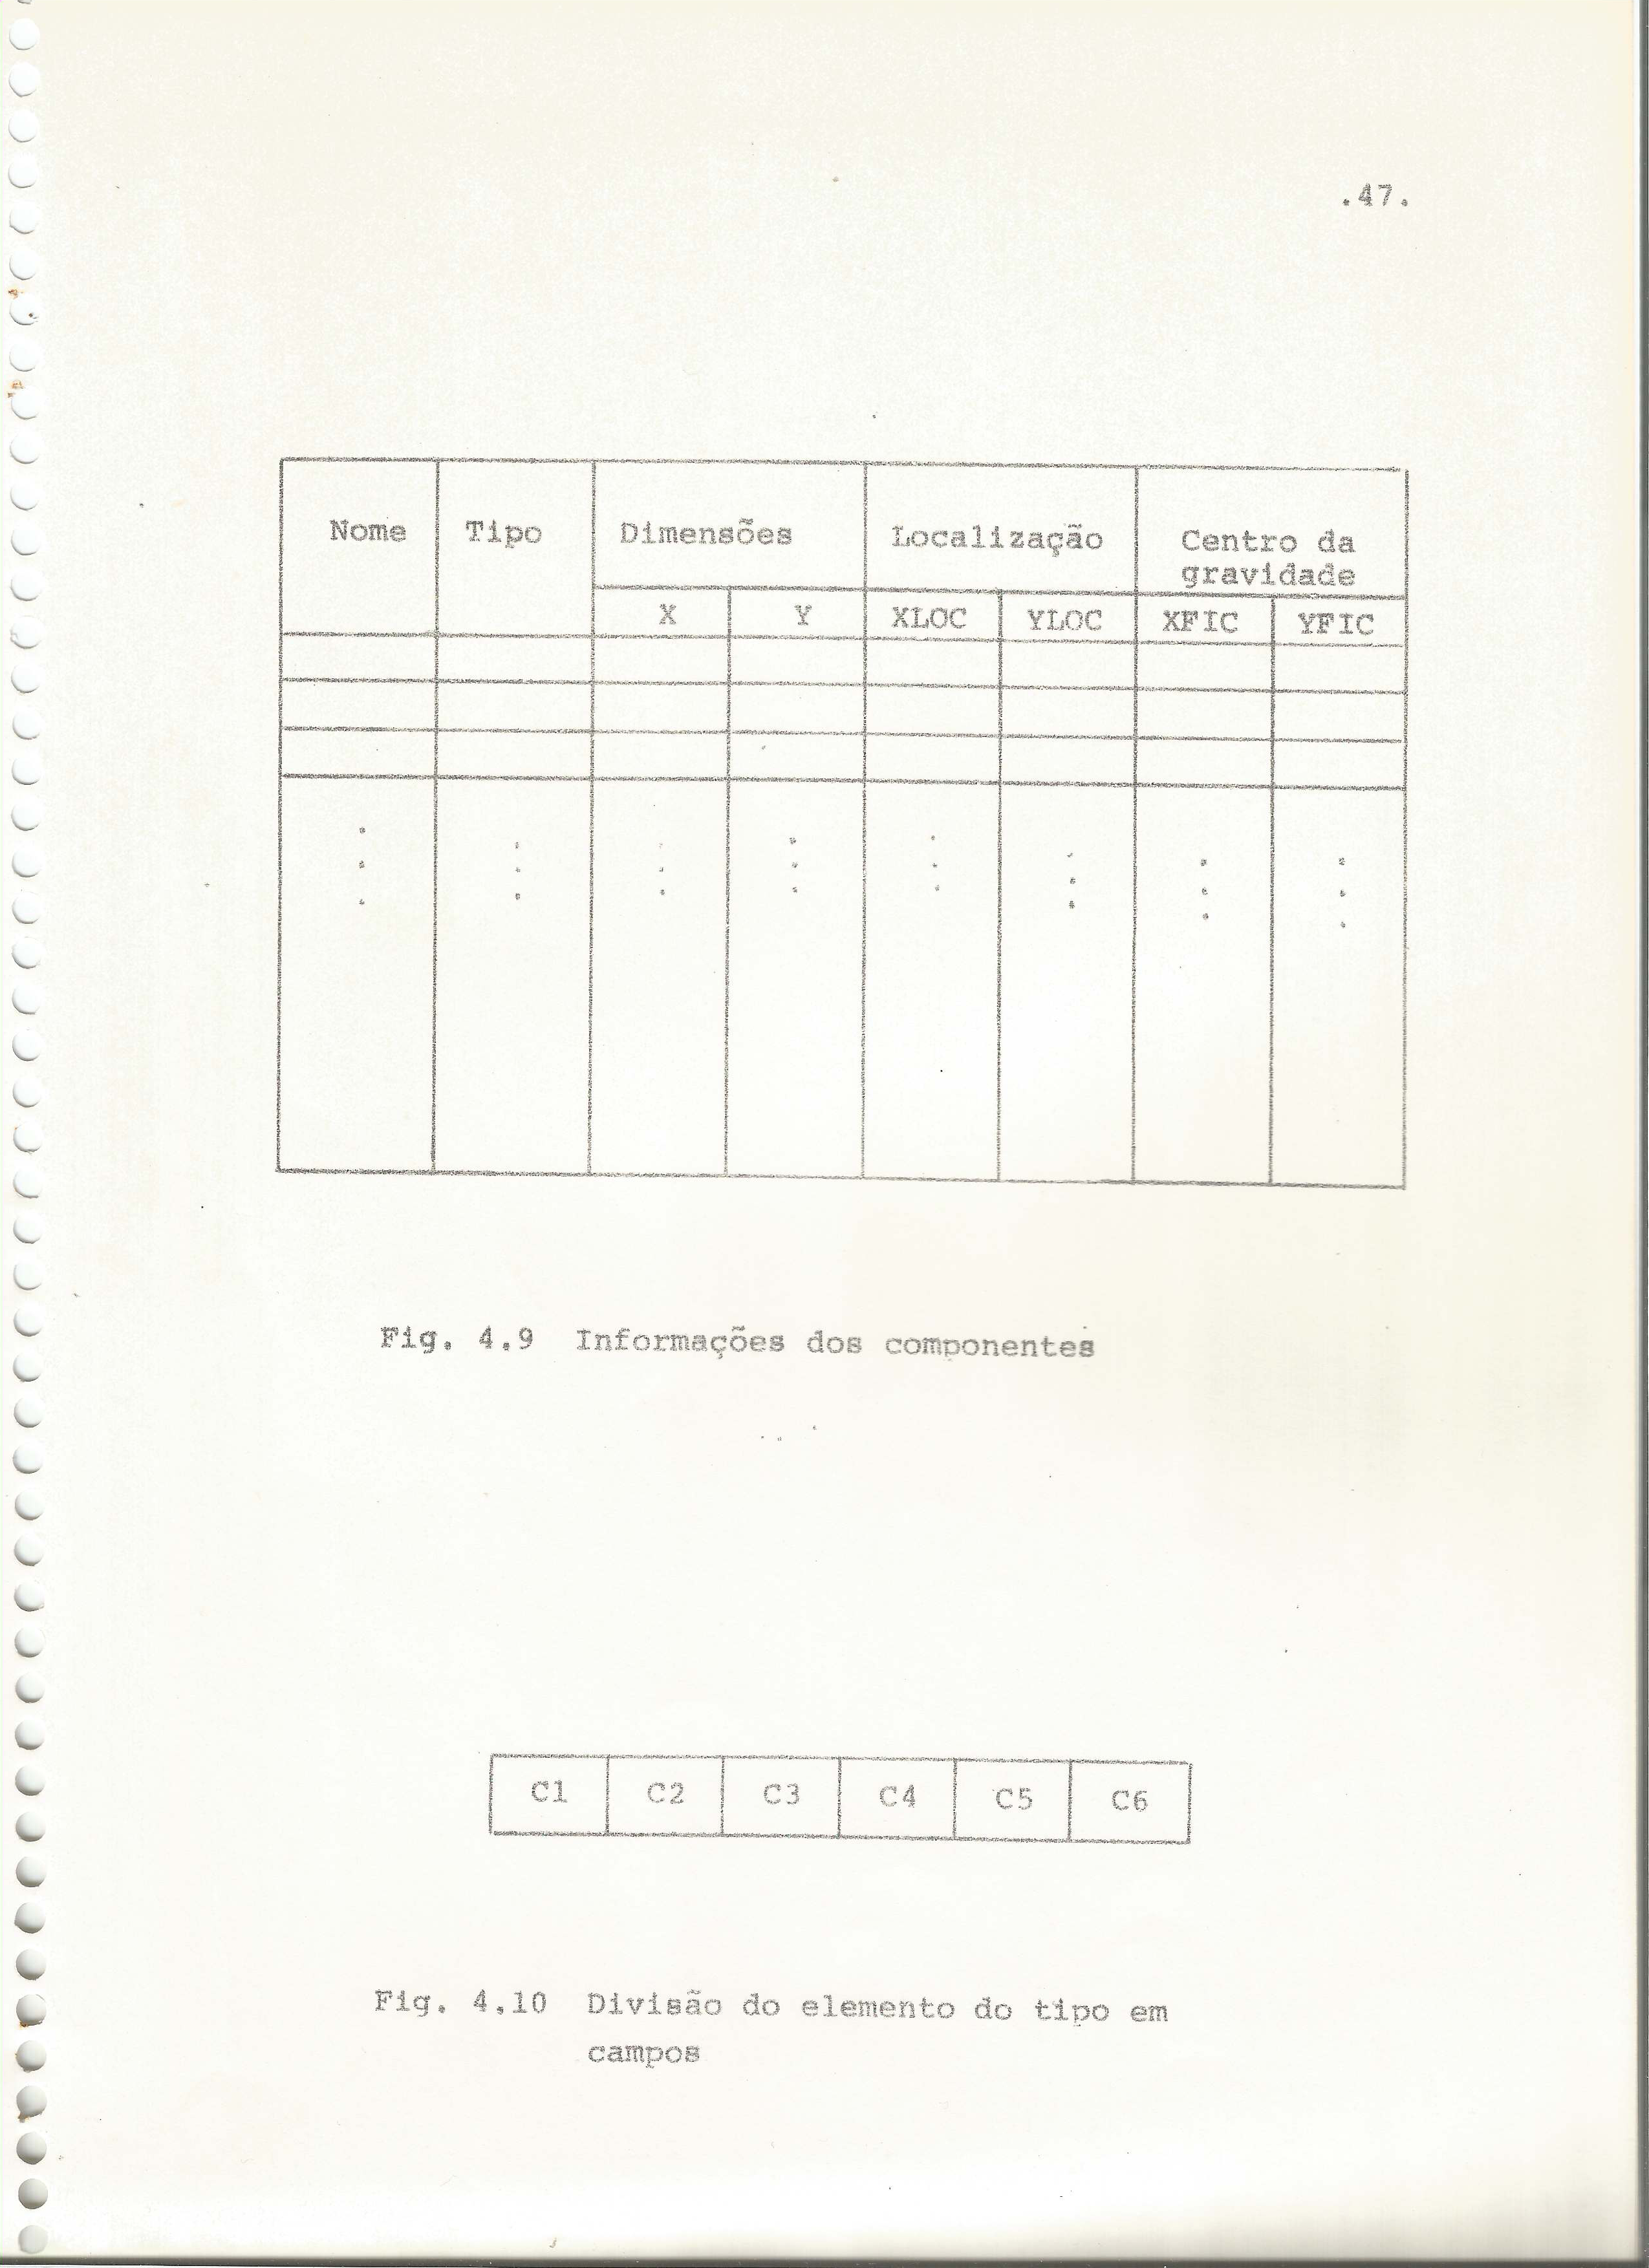 .47.
Nome Tipo Dimensões Localização Centro da
gravidade
X Y XLOC YLOC XFIC YFIC
Fig. 4.9 Informações dos componentes
C1 C2 C3 C4 C5 C6
Fig. 4.10 Divisão do elemento do tipo em
campos